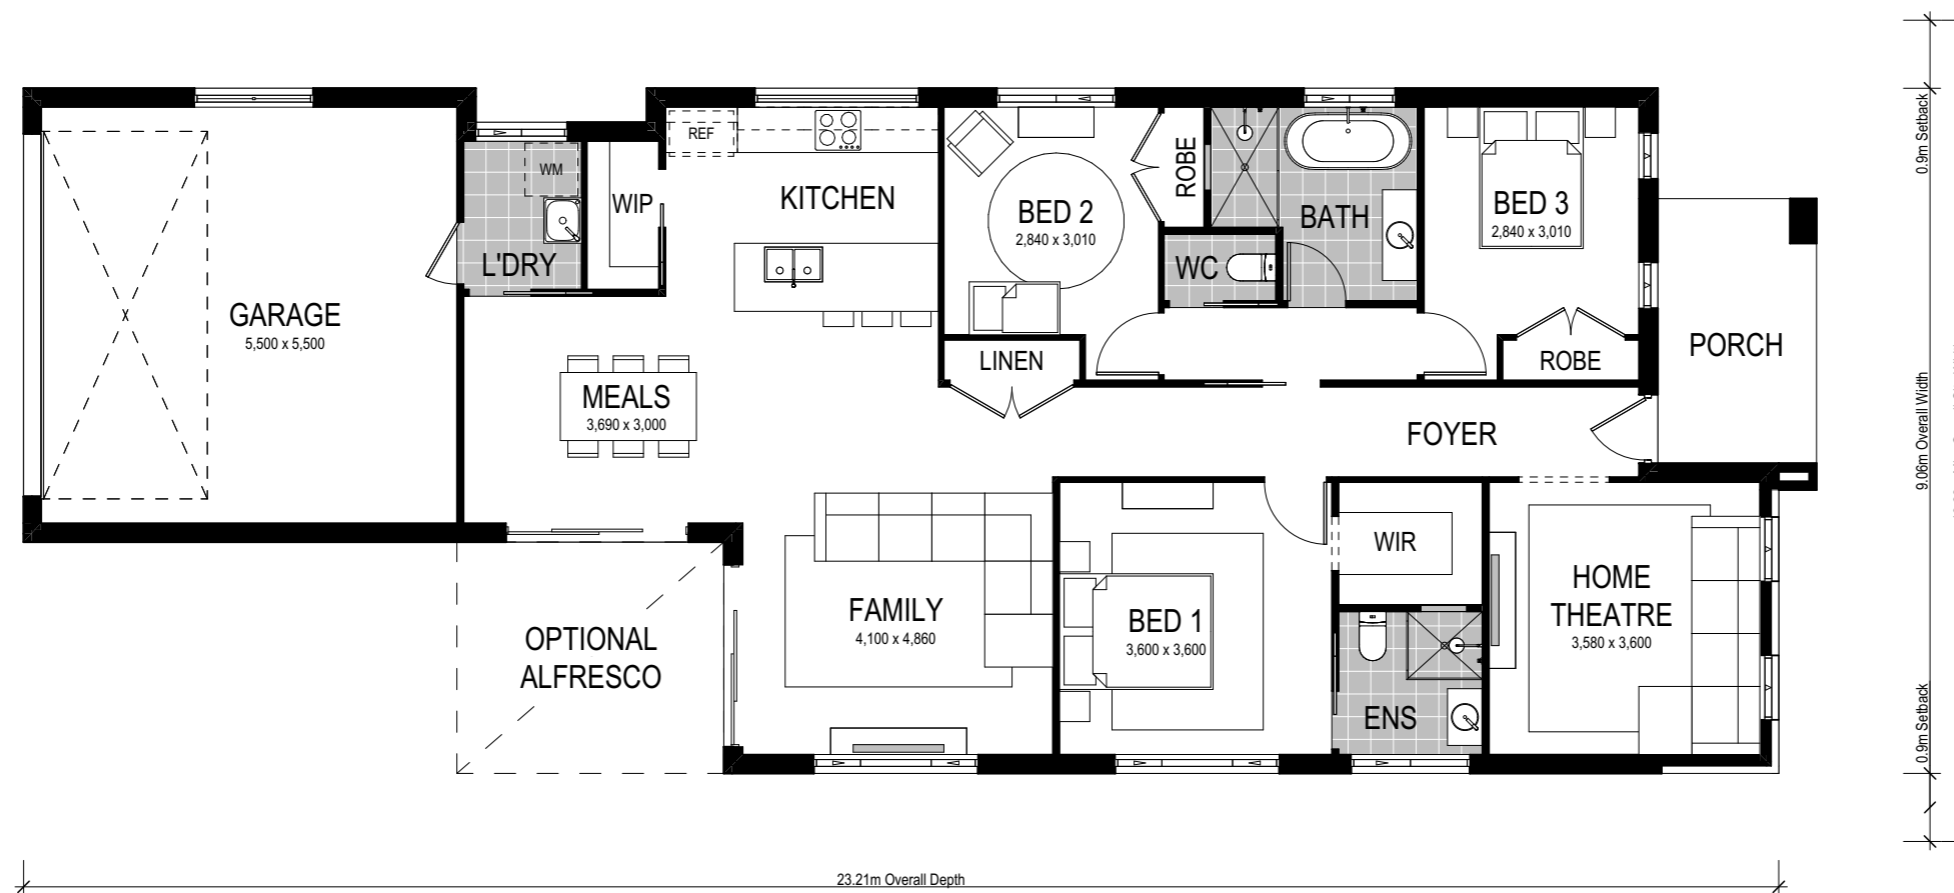 0.9m Setback
REF
WM
WIP
KITCHEN
L'DRY
BED 2
2,840 x 3,010
ROBE
BATH
WC
BED 3
2,840 x 3,010
GARAGE
5,500 x 5,500
LINEN
ROBE
PORCH
MEALS
3,690 x 3,000
FOYER
9.06m Overall Width
OPTIONAL
ALFRESCO
FAMILY
4,100 x 4,860
BED 1
3,600 x 3,600
WIR
ENS
HOME
THEATRE
3,580 x 3,600
0.9m Setback
23.21m Overall Depth